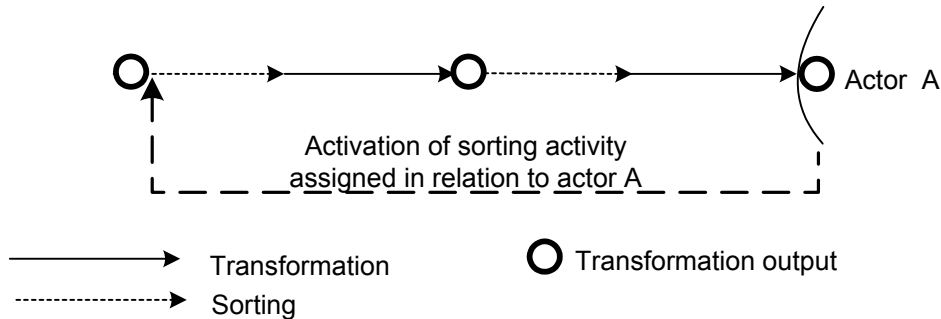 Actor A
Activation of sorting activity
assigned in relation to actor A
Transformation
Transformation output
Sorting